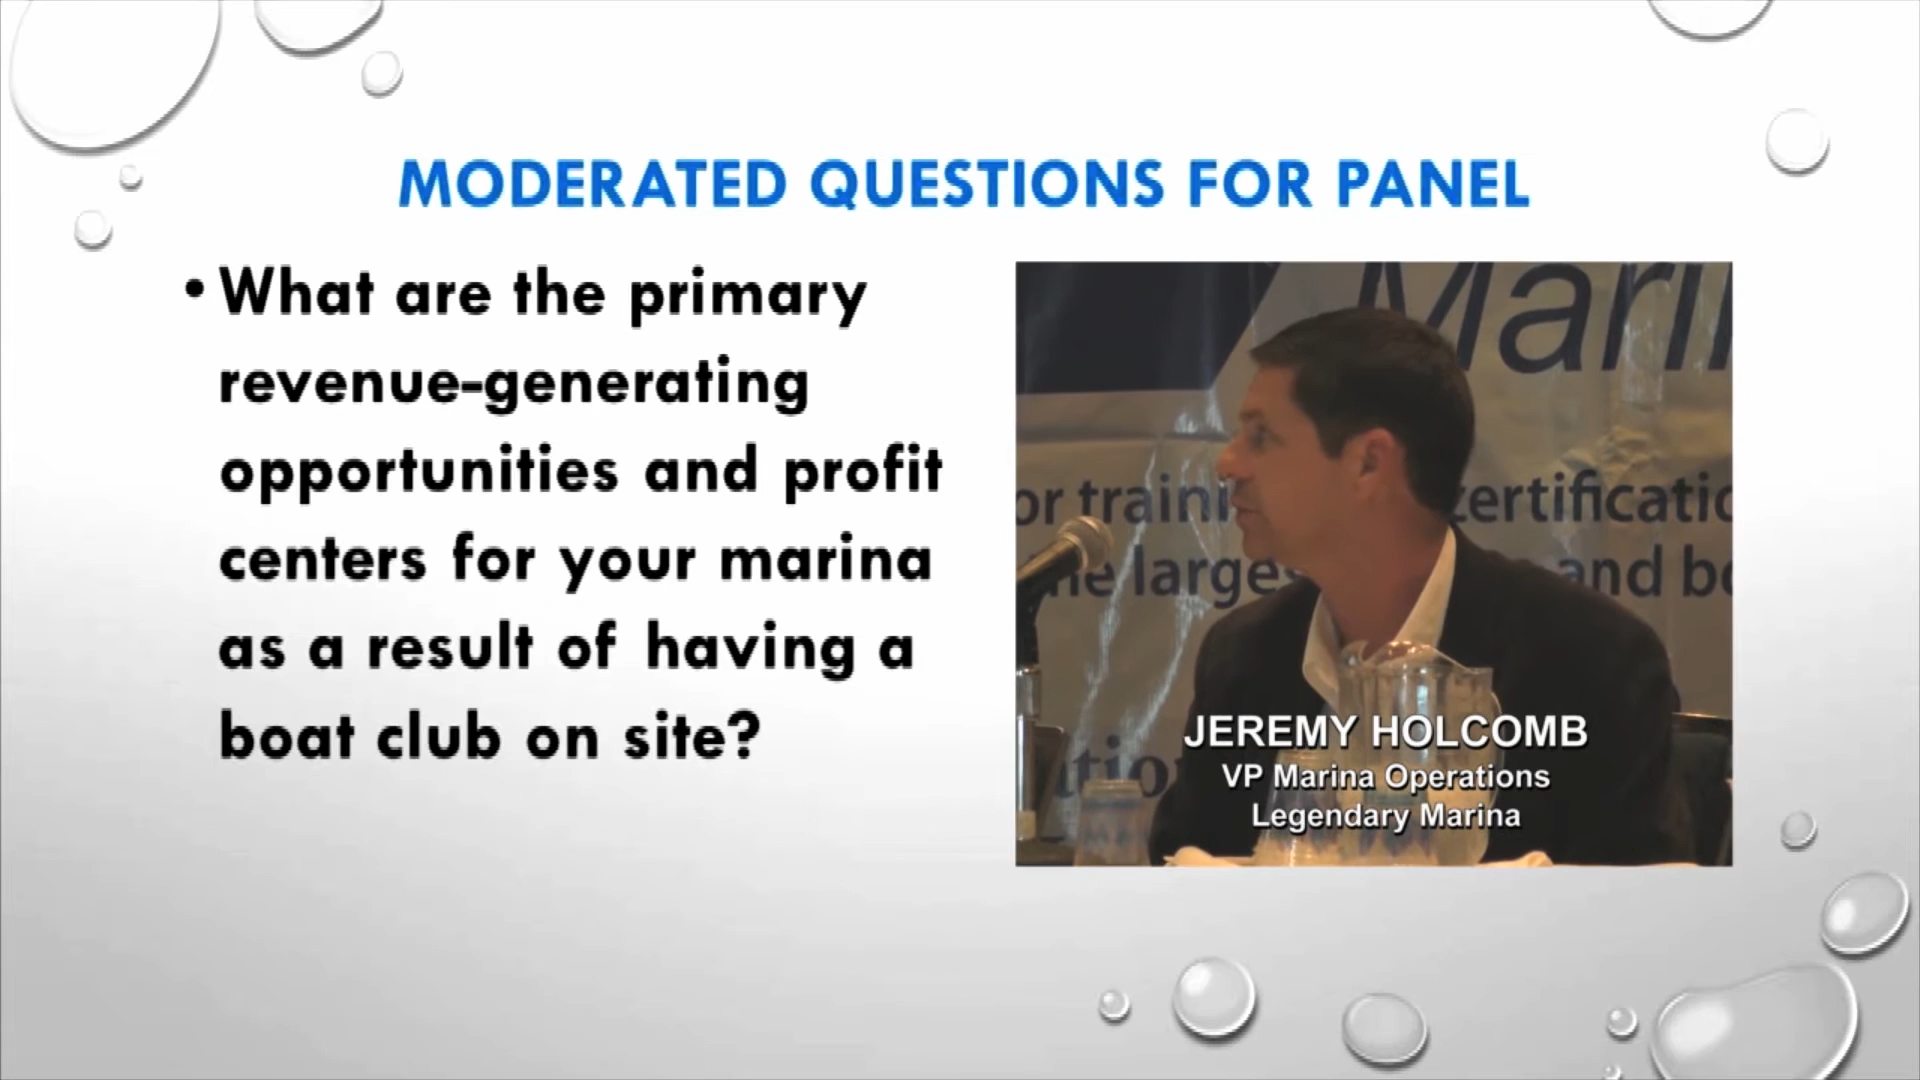 MODERATED QUESTIONS FOR PANEL
• What are the primary
revenue-generating
opportunities and profit
centers for your marina
as a result of having a
boat club on site?
JEREMY HOLCOMB
VP Marina Operations
Legendary Marina